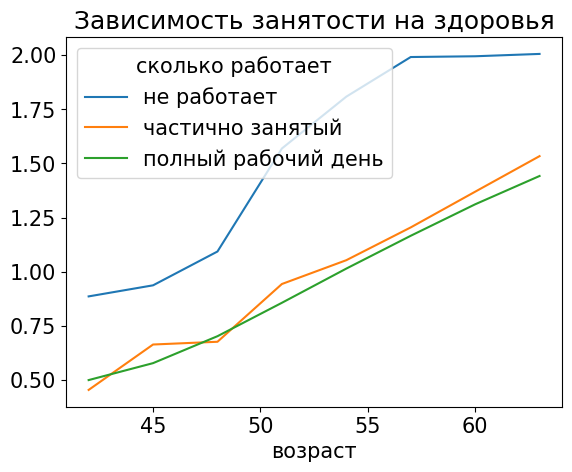 Зависимость занятости на здоровья
сколько работает
не работает
частично занятый
полный рабочий день
2.00
1.75
1.50
1.25
1.00
0.75
0.50
45 50 55 60
возраст